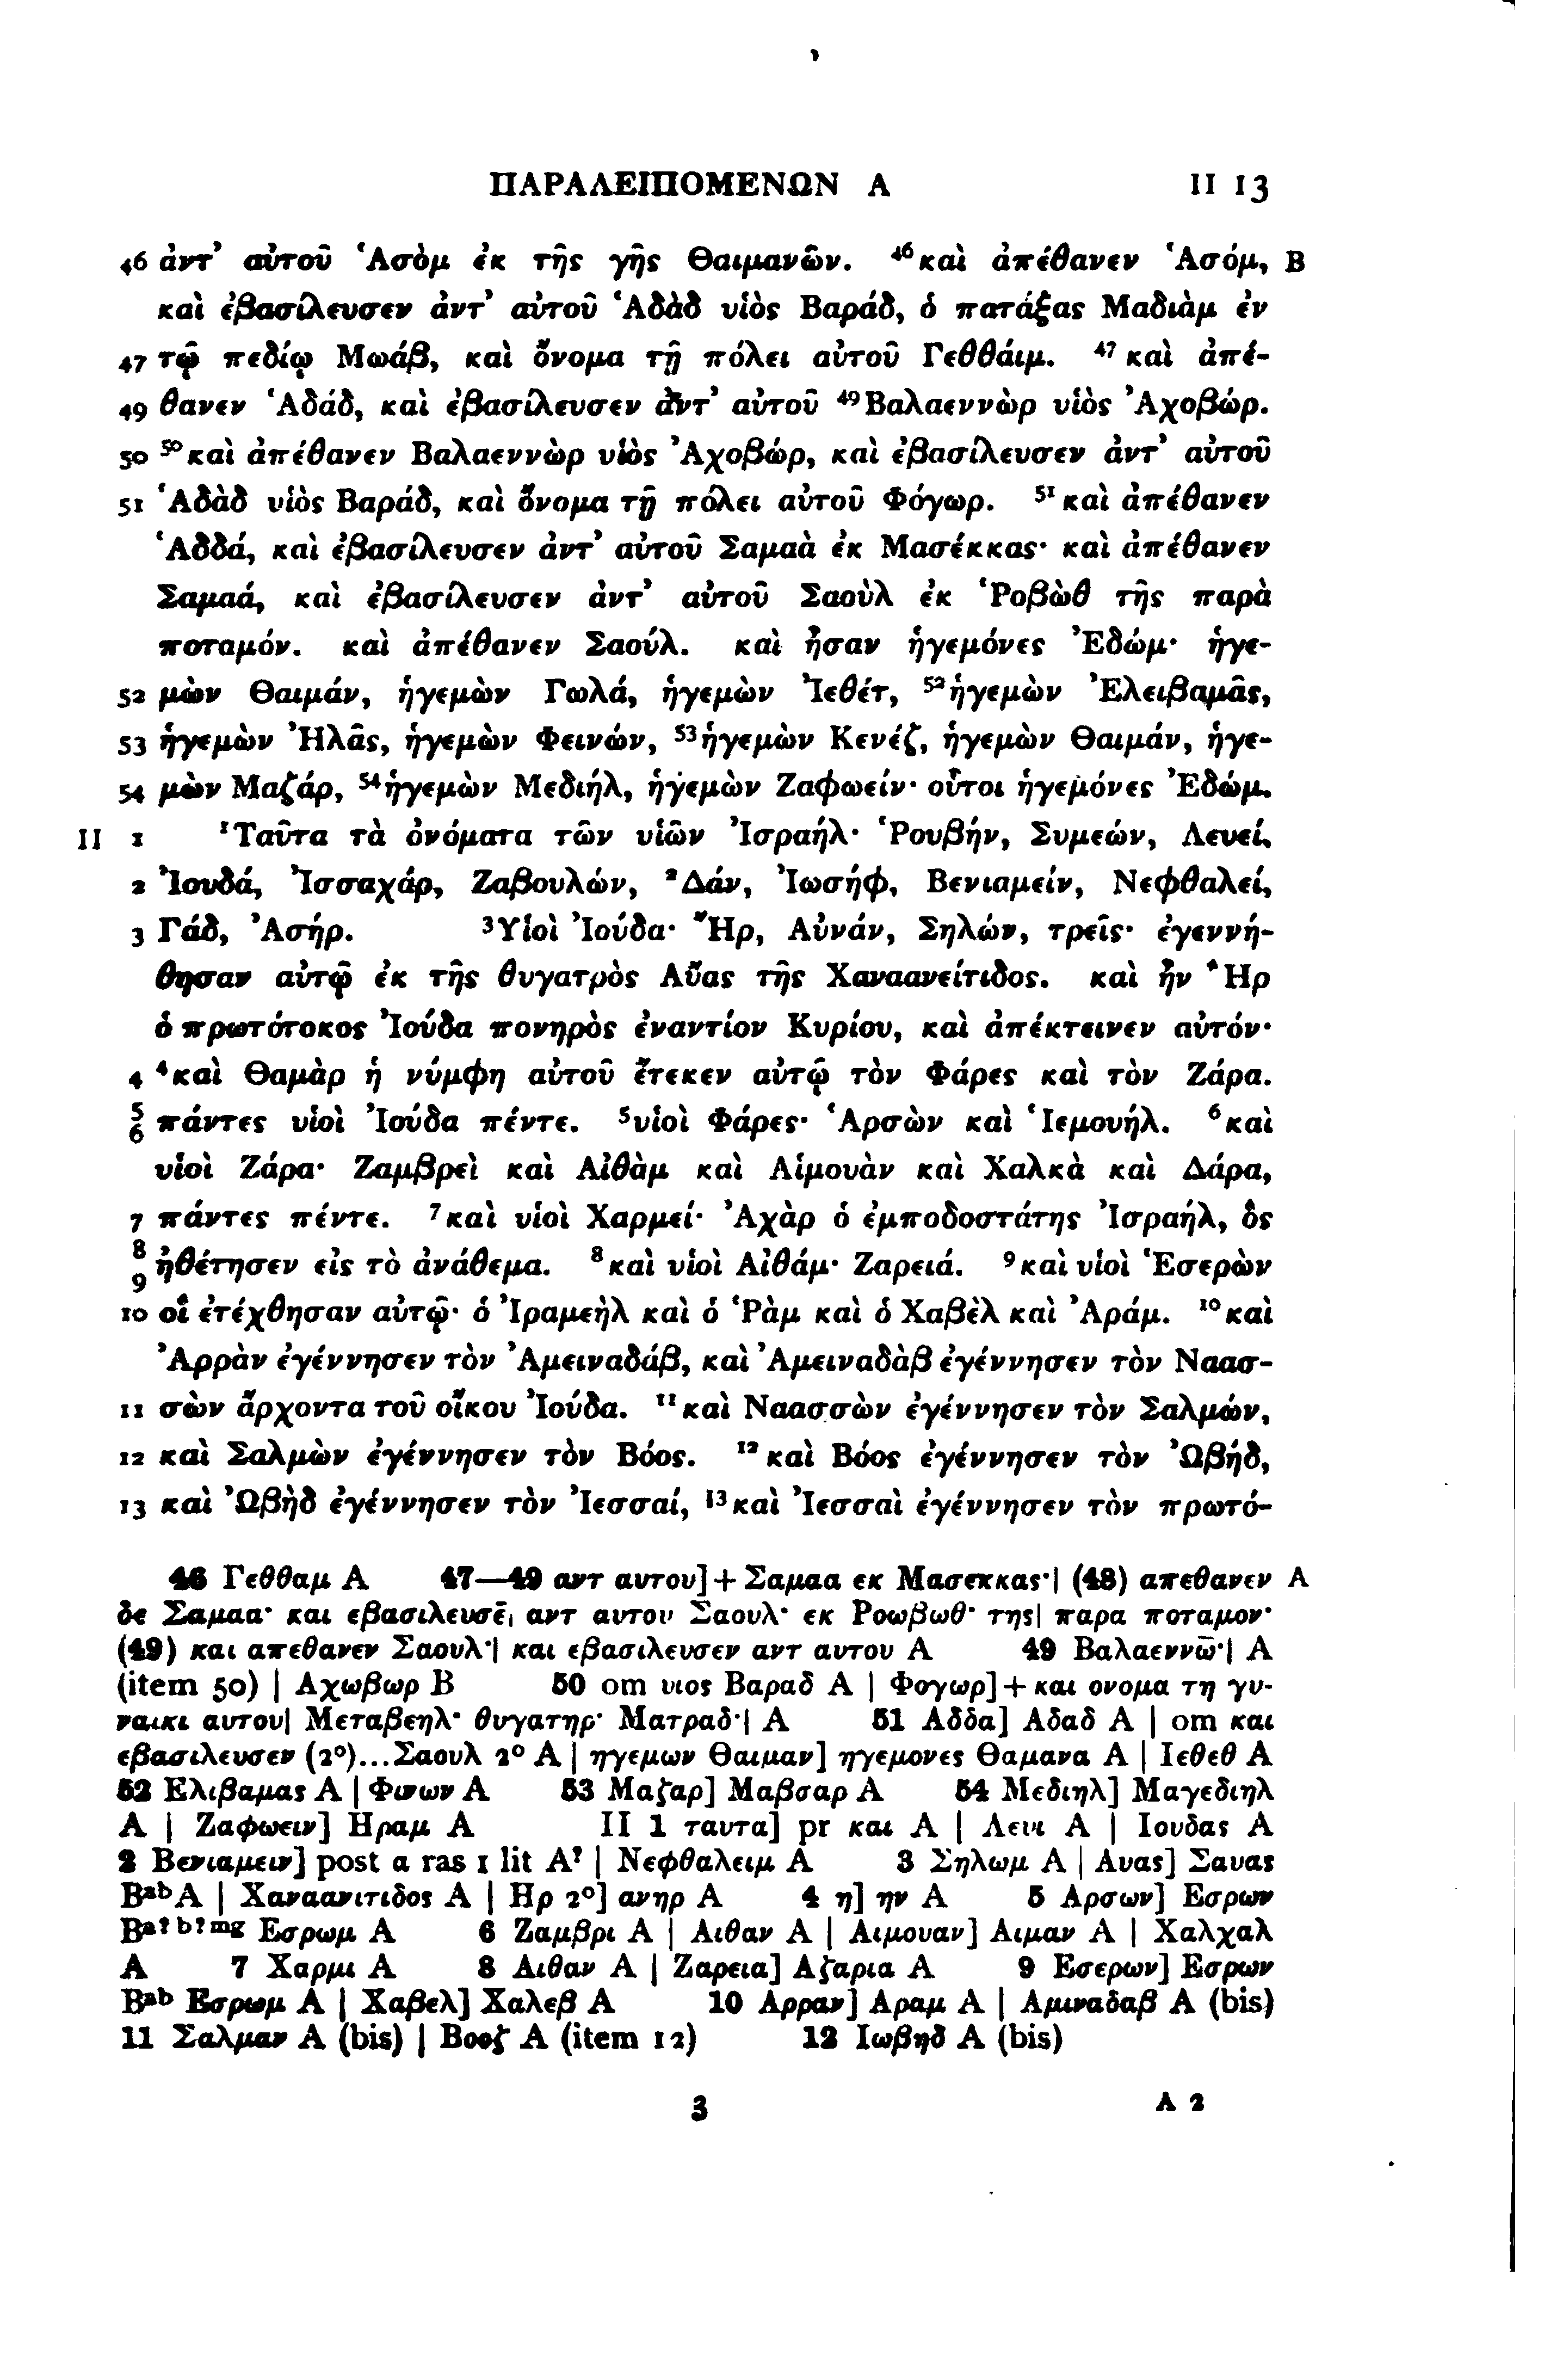 ΠΑΡΑΛΕΙΠΟΜΕΝΩΝ Α II 13
46 ἀντ᾽ αὐτοῦ Ἁσὸμ ἐκ τῆς γῆς Θαιμανῶν. ⁴⁶καὶ ἀπέθανεν Ἁσόμ, B
καὶ ἐβασίλευσεν ἀντ᾽ αὐτοῦ Ἁδὰδ υἱὸς Βαράδ, ὁ πατάξας Μαδιὰμ ἐν
47 τῷ πεδίῳ Μωάβ, καὶ ὄνομα τῇ πόλει αὐτοῦ Γεθθάιμ. ⁴⁷καὶ ἀπέ-
49 θανεν Ἁδάδ, καὶ ἐβασίλευσεν ἀντ᾽ αὐτοῦ ⁴⁹Βαλαεννὼρ υἱὸς Ἀχοβώρ.
50 ⁵⁰καὶ ἀπέθανεν Βαλαεννὼρ υἱὸς Ἀχοβώρ, καὶ ἐβασίλευσεν ἀντ᾽ αὐτοῦ
51 Ἁδὰδ υἱὸς Βαράδ, καὶ ὄνομα τῇ πόλει αὐτοῦ Φόγωρ. ⁵¹καὶ ἀπέθανεν
Ἁδδά, καὶ ἐβασίλευσεν ἀντ᾽ αὐτοῦ Σαμαὰ ἐκ Μασέκκας· καὶ ἀπέθανεν
Σαμαά, καὶ ἐβασίλευσεν ἀντ᾽ αὐτοῦ Σαοὺλ ἐκ Ῥοβὼθ τῆς παρὰ
ποταμόν. καὶ ἀπέθανεν Σαούλ. καὶ ἦσαν ἡγεμόνες Ἐδώμ· ἡγε-
52 μὼν Θαιμάν, ἡγεμὼν Γωλά, ἡγεμὼν Ἰεθέτ, ⁵²ἡγεμὼν Ἐλειβαμᾶς,
53 ἡγεμὼν Ἠλᾶς, ἡγεμὼν Φεινών, ⁵³ἡγεμὼν Κενέζ, ἡγεμὼν Θαιμάν, ἡγε-
54 μὼν Μαζάρ, ⁵⁴ἡγεμὼν Μεδιήλ, ἡγεμὼν Ζαφωείν· οὗτοι ἡγεμόνες Ἐδώμ.
II 1 ¹Ταῦτα τὰ ὀνόματα τῶν υἱῶν Ἰσραήλ· Ῥουβήν, Συμεών, Λευεί,
2 Ἰουδά, Ἰσσαχάρ, Ζαβουλών, ²Δάν, Ἰωσήφ, Βενιαμείν, Νεφθαλεί,
3 Γάδ, Ἀσήρ. ³Υἱοὶ Ἰούδα· Ἤρ, Αὐνάν, Σηλών, τρεῖς· ἐγεννή-
θησαν αὐτῷ ἐκ τῆς θυγατρὸς Αὔας τῆς Χαναανείτιδος. καὶ ἦν Ἢρ
ὁ πρωτότοκος Ἰούδα πονηρὸς ἐναντίον Κυρίου, καὶ ἀπέκτεινεν αὐτόν·
4 ⁴καὶ Θαμὰρ ἡ νύμφη αὐτοῦ ἔτεκεν αὐτῷ τὸν Φάρες καὶ τὸν Ζάρα.
5 6 πάντες υἱοὶ Ἰούδα πέντε. ⁵υἱοὶ Φάρες· Ἁρσὼν καὶ Ἱεμουήλ. ⁶καὶ
υἱοὶ Ζάρα· Ζαμβρεὶ καὶ Αἰθὰμ καὶ Αἱμουὰν καὶ Χαλκὰ καὶ Δάρα,
7 πάντες πέντε. ⁷καὶ υἱοὶ Χαρμεί· Ἀχὰρ ὁ ἐμποδοστάτης Ἰσραήλ, ὃς
8 9 ἠθέτησεν εἰς τὸ ἀνάθεμα. ⁸καὶ υἱοὶ Αἰθάμ· Ζαρειά. ⁹καὶ υἱοὶ Ἑσερὼν
10 οἳ ἐτέχθησαν αὐτῷ· ὁ Ἰραμεὴλ καὶ ὁ Ῥὰμ καὶ ὁ Χαβὲλ καὶ Ἀράμ. ¹⁰καὶ
Ἀρρὰν ἐγέννησεν τὸν Ἀμειναδάβ, καὶ Ἀμειναδὰβ ἐγέννησεν τὸν Ναασ-
11 σὼν ἄρχοντα τοῦ οἴκου Ἰούδα. ¹¹καὶ Ναασσὼν ἐγέννησεν τὸν Σαλμών,
12 καὶ Σαλμὼν ἐγέννησεν τὸν Βόος. ¹²καὶ Βόος ἐγέννησεν τὸν Ὠβήδ,
13 καὶ Ὠβὴδ ἐγέννησεν τὸν Ἰεσσαί, ¹³καὶ Ἰεσσαὶ ἐγέννησεν τὸν πρωτό-
46 Γεθθαμ A 47—49 αντ αυτου]+Σαμαα εκ Μασεκκας·| (48) απεθανεν A
δε Σαμαα· και εβασιλευσē| αντ αυτου Σαουλ· εκ Ροωβωθ· της| παρα ποταμον·
(49) και απεθανεν Σαουλ·| και εβασιλευσεν αντ αυτου A 49 Βαλαεννω̄·| A
(item 50) | Αχωβωρ B 50 om υιος Βαραδ A | Φογωρ]+και ονομα τη γυ-
ναικι αυτου| Μεταβεηλ· θυγατηρ· Ματραδ·| A 51 Αδδα] Αδαδ A | om και
εβασιλευσεν (2º)...Σαουλ 2º A | ηγεμων Θαιμαν] ηγεμονες Θαμανα A | Ιεθεθ A
52 Ελιβαμας A | Φινων A 53 Μαζαρ] Μαβσαρ A 54 Μεδιηλ] Μαγεδιηλ
A | Ζαφωειν] Ηραμ A II 1 ταυτα] pr και A | Λευι A | Ιουδας A
2 Βενιαμειν] post α ras 1 lit A? | Νεφθαλειμ A 3 Σηλωμ A | Αυας] Σαυας
Bᵃᵇ A | Χαναανιτιδος A | Ηρ 2º] ανηρ A 4 η] ην A 5 Αρσων] Εσρων
Bᵃ?ᵇ?ᵐᵍ Εσρωμ A 6 Ζαμβρι A | Αιθαν A | Αιμουαν] Αιμαν A | Χαλχαλ
A 7 Χαρμι A 8 Αιθαν A | Ζαρεια] Αζαρια A 9 Εσερων] Εσρων
Bᵃᵇ Εσρωμ A | Χαβελ] Χαλεβ A 10 Αρραν] Αραμ A | Αμιναδαβ A (bis)
11 Σαλμαν A (bis) | Βοοζ A (item 12) 12 Ιωβηδ A (bis)
3 A 2